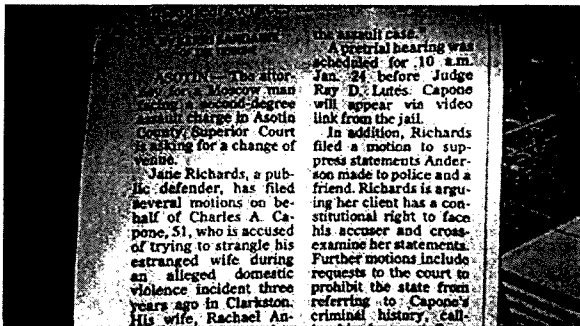 ASOTIN — The attor-
ney for a Moscow man
facing a second-degree
assault charge in Asotin
County Superior Court
is asking for a change of
venue.
Jane Richards, a pub-
lic defender, has filed
several motions on be-
half of Charles A. Ca-
pone, 51, who is accused
of trying to strangle his
estranged wife during
an alleged domestic
violence incident three
years ago in Clarkston.
His wife, Rachael An-
the assault case."
A pretrial hearing was
scheduled for 10 a.m.
Jan. 24 before Judge
Ray D. Lutes. Capone
will appear via video
link from the jail.
In addition, Richards
filed a motion to sup-
press statements Ander-
son made to police and a
friend. Richards is argu-
ing her client has a con-
stitutional right to face
his accuser and cross-
examine her statements.
Further motions include
requests to the court to
prohibit the state from
referring to Capone's
criminal history, call-